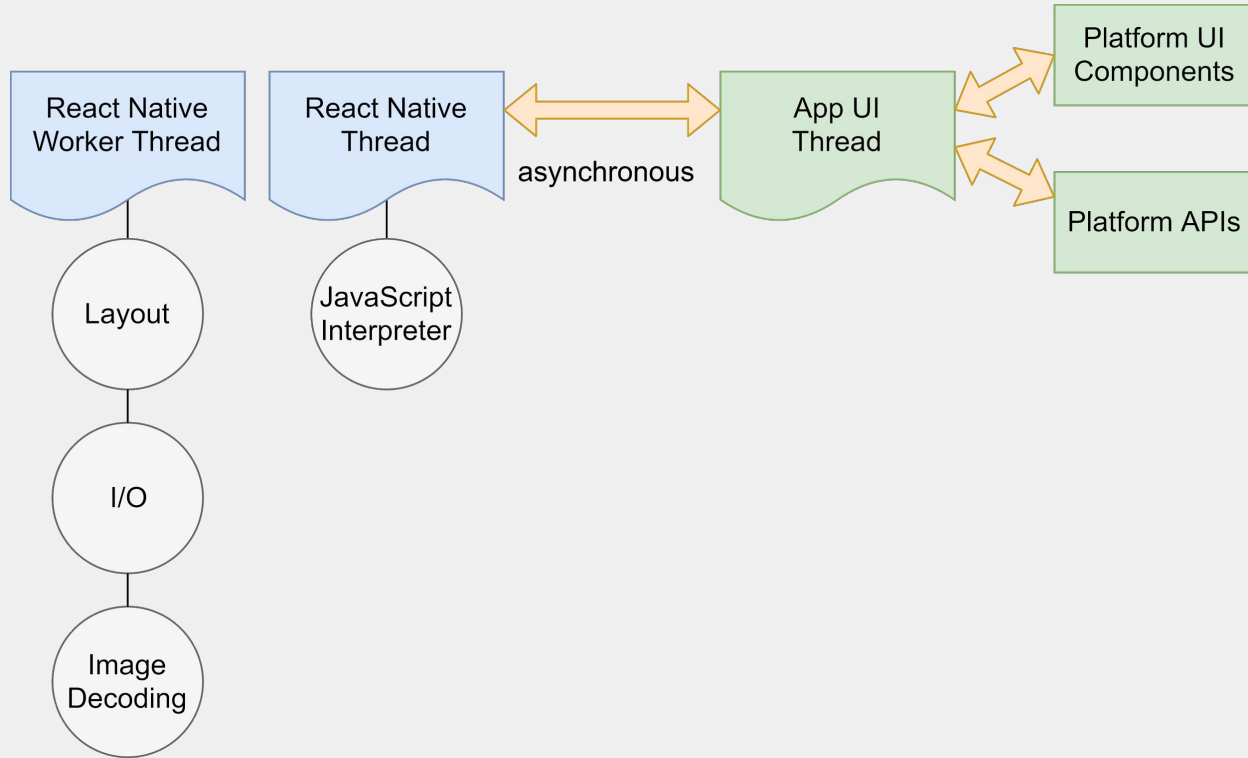 React Native
Worker Thread
React Native
Thread
asynchronous
App UI
Thread
Platform UI
Components
Platform APIs
Layout
JavaScript
Interpreter
I/O
Image
Decoding